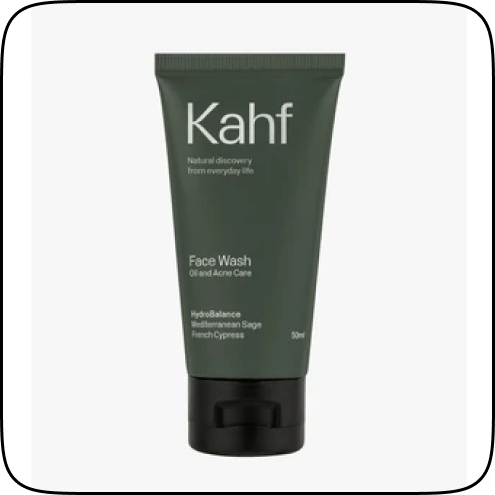 Kahf
Natural discovery
from everyday life
Face Wash
Oil and Acne Care
HydroBalance
Mediterranean Sage
French Cypress
50ml